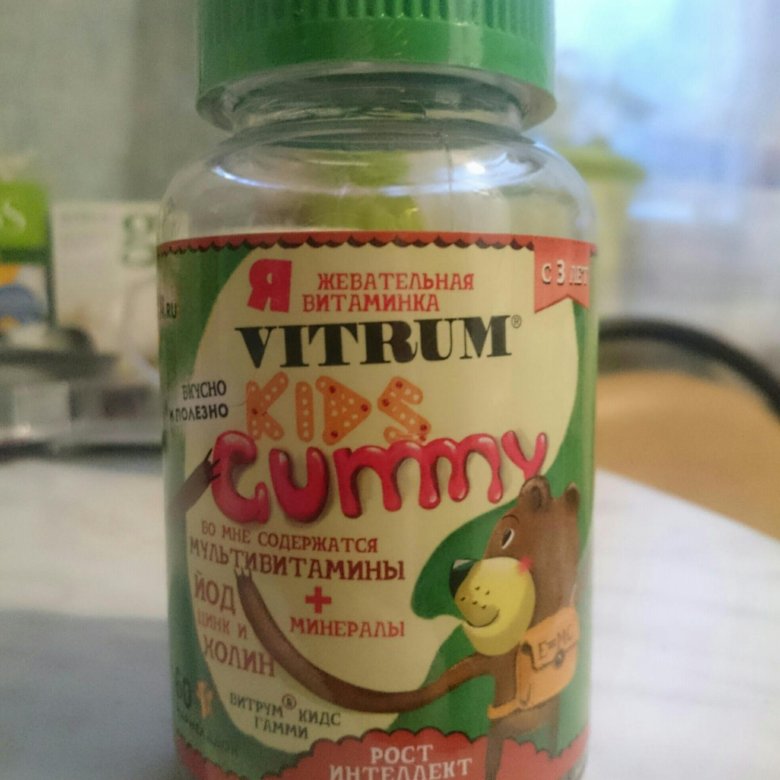 Я ЖЕВАТЕЛЬНАЯ
ВИТАМИНКА
С 3 ЛЕТ
VITRUM®
ВКУСНО
И ПОЛЕЗНО
KIDS
Gummy
ВО МНЕ СОДЕРЖАТСЯ
МУЛЬТИВИТАМИНЫ
+
МИНЕРАЛЫ
ЙОД
ЦИНК И
ХОЛИН
60
ВИТРУМ® КИДС
ГАММИ
РОСТ
ИНТЕЛЛЕКТ